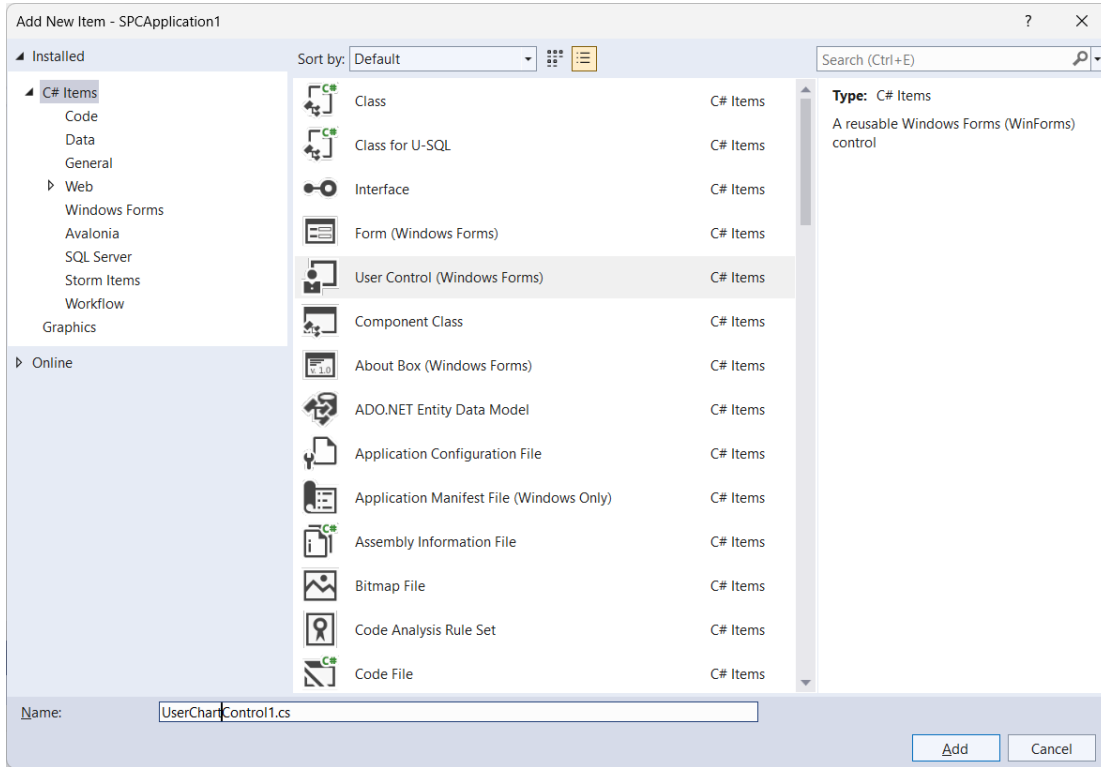 Add New Item - SPCApplication1
?
Installed
Sort by: Default
Search (Ctrl+E)
C# Items
Code
Data
General
Web
Windows Forms
Avalonia
SQL Server
Storm Items
Workflow
Graphics
Online
C# Class C# Items
C# Class for U-SQL C# Items
Interface C# Items
Form (Windows Forms) C# Items
User Control (Windows Forms) C# Items
Component Class C# Items
v. 1.0 About Box (Windows Forms) C# Items
ADO.NET Entity Data Model C# Items
Application Configuration File C# Items
Application Manifest File (Windows Only) C# Items
C# Assembly Information File C# Items
Bitmap File C# Items
Code Analysis Rule Set C# Items
C# Code File C# Items
Type: C# Items
A reusable Windows Forms (WinForms)
control
Name: UserChartControl1.cs
Add Cancel